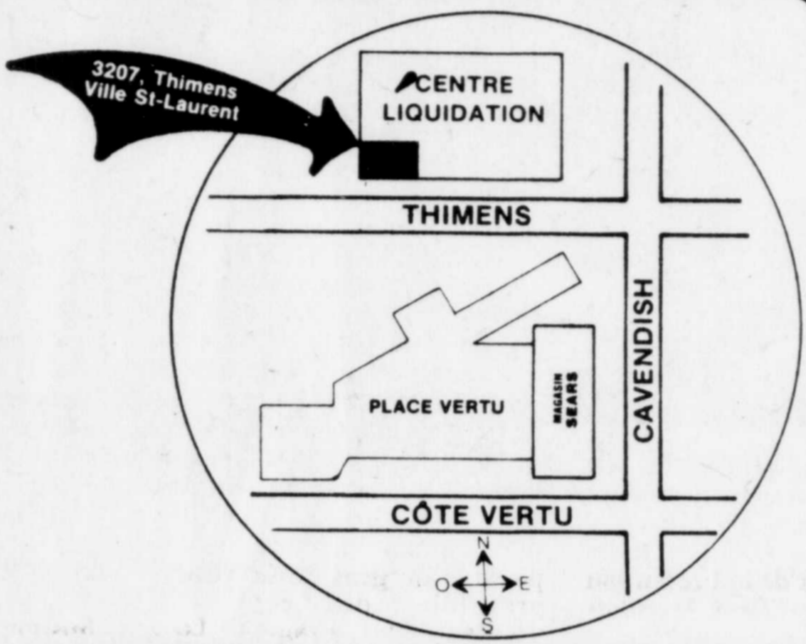 3207, Thimens
Ville St-Laurent
CENTRE
LIQUIDATION
THIMENS
CAVENDISH
PLACE VERTU
MAGASIN
SEARS
CÔTE VERTU
N
O E
S